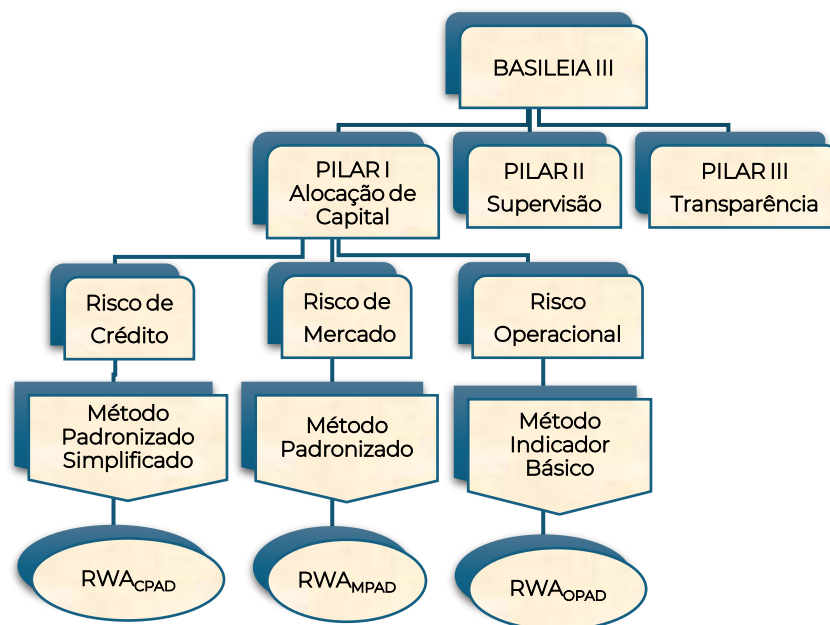 BASILEIA III
PILAR I
Alocação de
Capital
PILAR II
Supervisão
PILAR III
Transparência
Risco de
Crédito
Risco de
Mercado
Risco
Operacional
Método
Padronizado
Simplificado
Método
Padronizado
Método
Indicador
Básico
RWACPAD
RWAMPAD
RWAOPAD